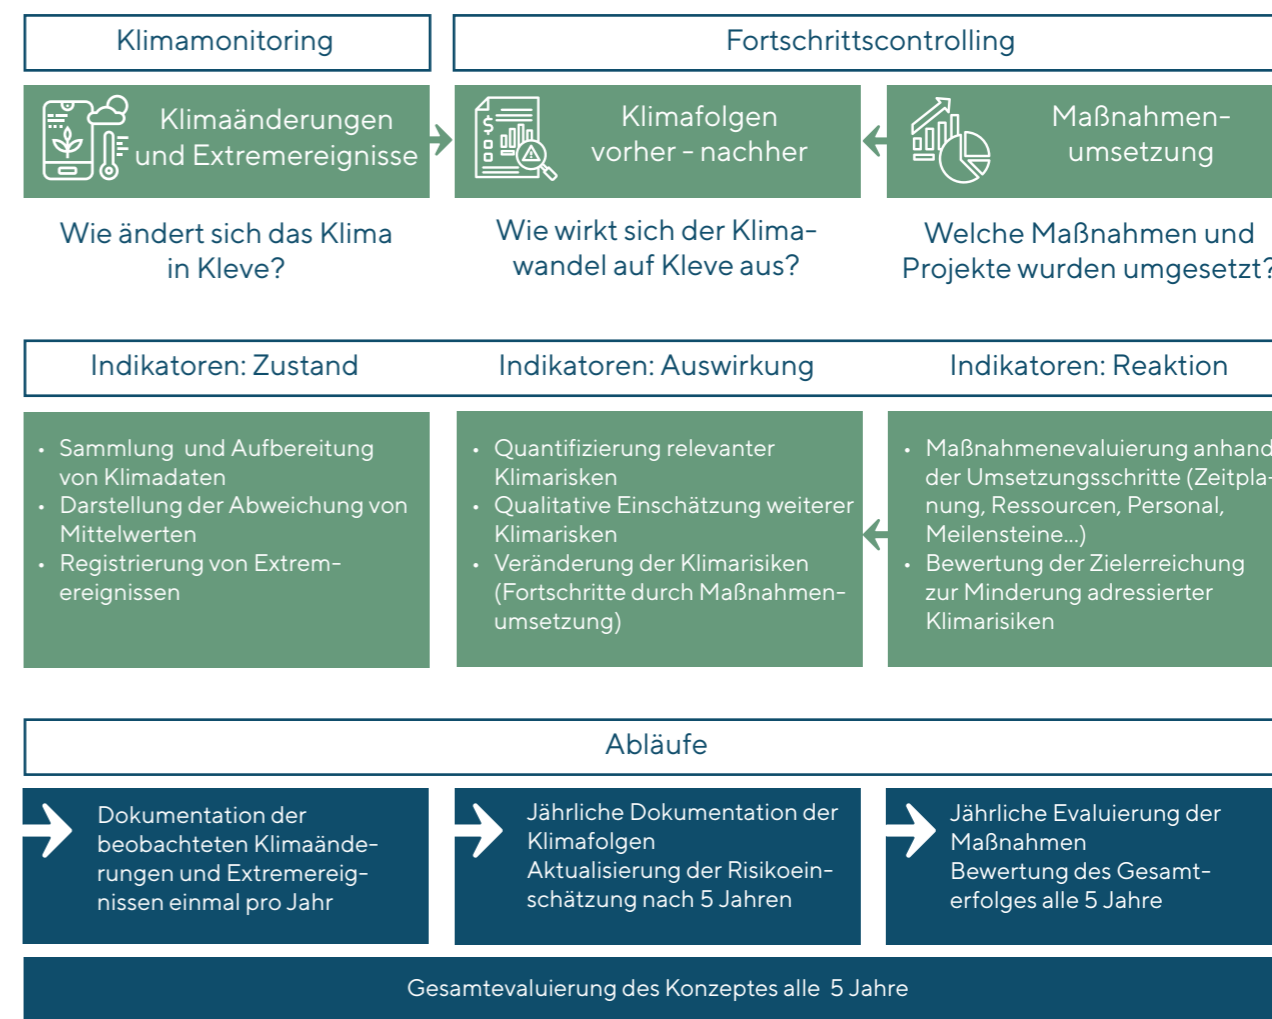 Klimamonitoring
Fortschrittscontrolling
Klimaänderungen
und Extremereignisse
Klimafolgen
vorher - nachher
Maßnahmen-
umsetzung
Wie ändert sich das Klima
in Kleve?
Wie wirkt sich der Klima-
wandel auf Kleve aus?
Welche Maßnahmen und
Projekte wurden umgesetzt?
Indikatoren: Zustand
Indikatoren: Auswirkung
Indikatoren: Reaktion
• Sammlung und Aufbereitung
von Klimadaten
• Darstellung der Abweichung von
Mittelwerten
• Registrierung von Extrem-
ereignissen
• Quantifizierung relevanter
Klimarisken
• Qualitative Einschätzung weiterer
Klimarisken
• Veränderung der Klimarisiken
(Fortschritte durch Maßnahmen-
umsetzung)
• Maßnahmenevaluierung anhand
der Umsetzungsschritte (Zeitpla-
nung, Ressourcen, Personal,
Meilensteine...)
• Bewertung der Zielerreichung
zur Minderung adressierter
Klimarisiken
Abläufe
Dokumentation der
beobachteten Klimaände-
rungen und Extremereig-
nissen einmal pro Jahr
Jährliche Dokumentation der
Klimafolgen
Aktualisierung der Risikoein-
schätzung nach 5 Jahren
Jährliche Evaluierung der
Maßnahmen
Bewertung des Gesamt-
erfolges alle 5 Jahre
Gesamtevaluierung des Konzeptes alle 5 Jahre